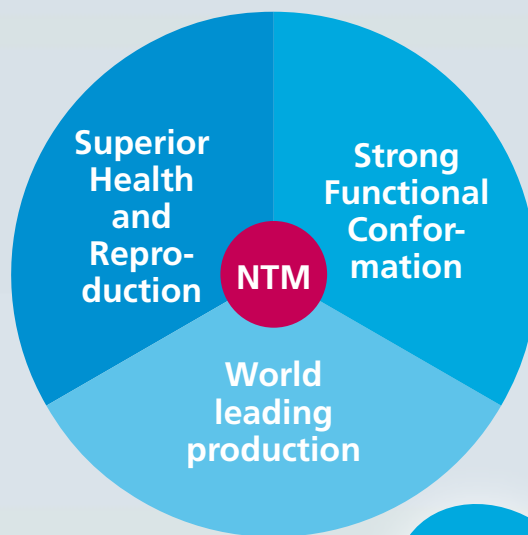 Superior
Health
and
Repro-
duction
Strong
Functional
Confor-
mation
NTM
World
leading
production